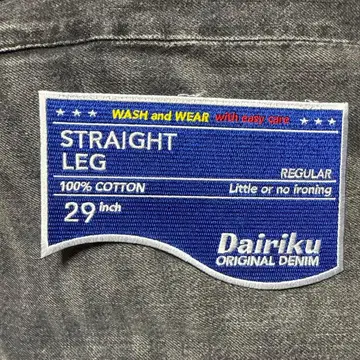 ★★★ WASH and WEAR with easy care ★★★
STRAIGHT
LEG
REGULAR
100% COTTON Little or no ironing
29 inch
Dairiku
ORIGINAL DENIM